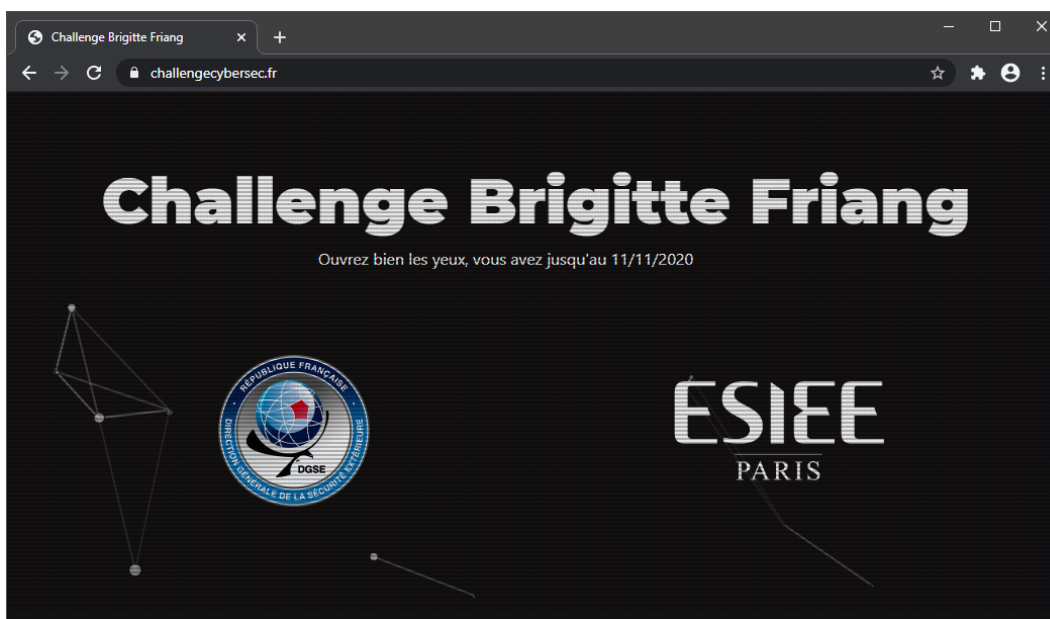 Challenge Brigitte Friang
challengecybersec.fr
Challenge Brigitte Friang
Ouvrez bien les yeux, vous avez jusqu'au 11/11/2020
RÉPUBLIQUE FRANÇAISE
DGSE
DIRECTION GÉNÉRALE DE LA SÉCURITÉ EXTÉRIEURE
ESIEE
PARIS